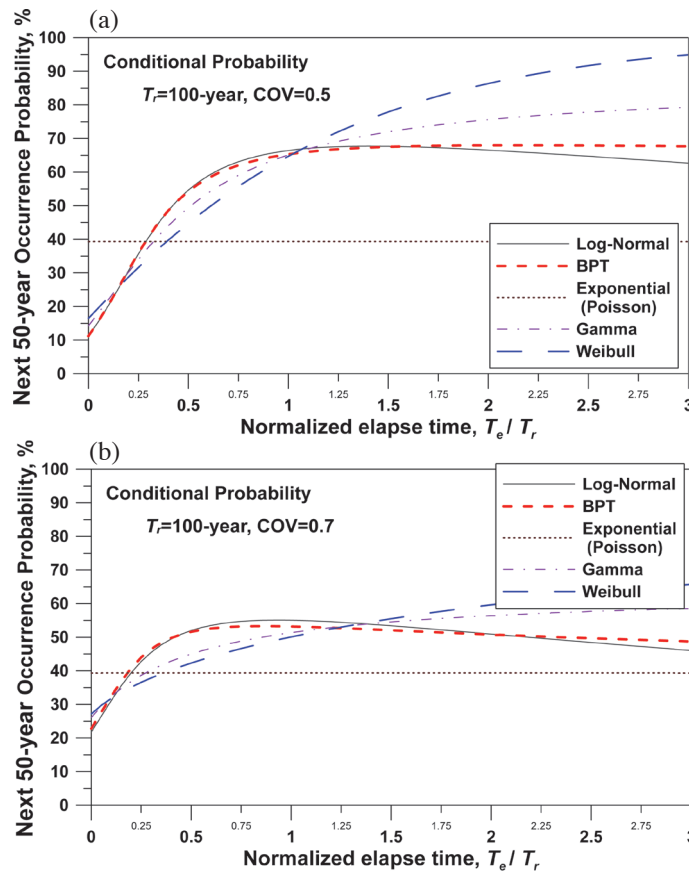 (a)
100
90
80
70
60
50
40
30
20
10
0
Next 50-year Occurrence Probability, %
Conditional Probability
Tr=100-year, COV=0.5
Log-Normal
BPT
Exponential
(Poisson)
Gamma
Weibull
0 0.25 0.5 0.75 1 1.25 1.5 1.75 2 2.25 2.5 2.75 3
Normalized elapse time, Te / Tr
(b)
100
90
80
70
60
50
40
30
20
10
0
Next 50-year Occurrence Probability, %
Conditional Probability
Tr=100-year, COV=0.7
Log-Normal
BPT
Exponential
(Poisson)
Gamma
Weibull
0 0.25 0.5 0.75 1 1.25 1.5 1.75 2 2.25 2.5 2.75 3
Normalized elapse time, Te / Tr